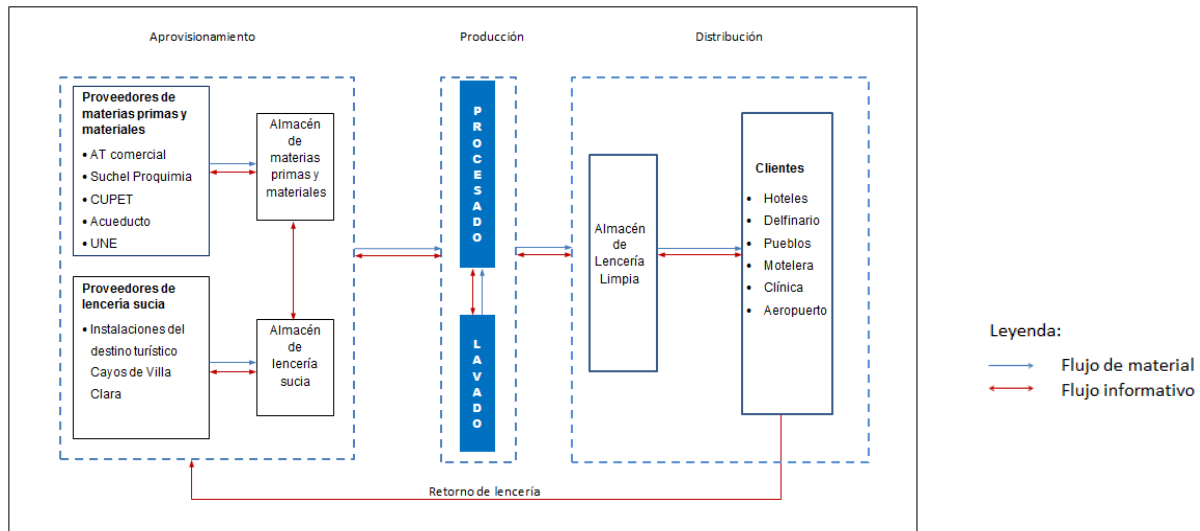 Aprovisionamiento
Producción
Distribución
Proveedores de
materias primas y
materiales
• AT comercial
• Suchel Proquimia
• CUPET
• Acueducto
• UNE
Almacén
de
materias
primas y
materiales
Proveedores de
lencería sucia
• Instalaciones del
destino turístico
Cayos de Villa
Clara
Almacén
de
lencería
sucia
PROCESADO
LAVADO
Almacén
de
Lencería
Limpia
Clientes
• Hoteles
• Delfinario
• Pueblos
• Motelera
• Clínica
• Aeropuerto
Retorno de lencería
Leyenda:
Flujo de material
Flujo informativo